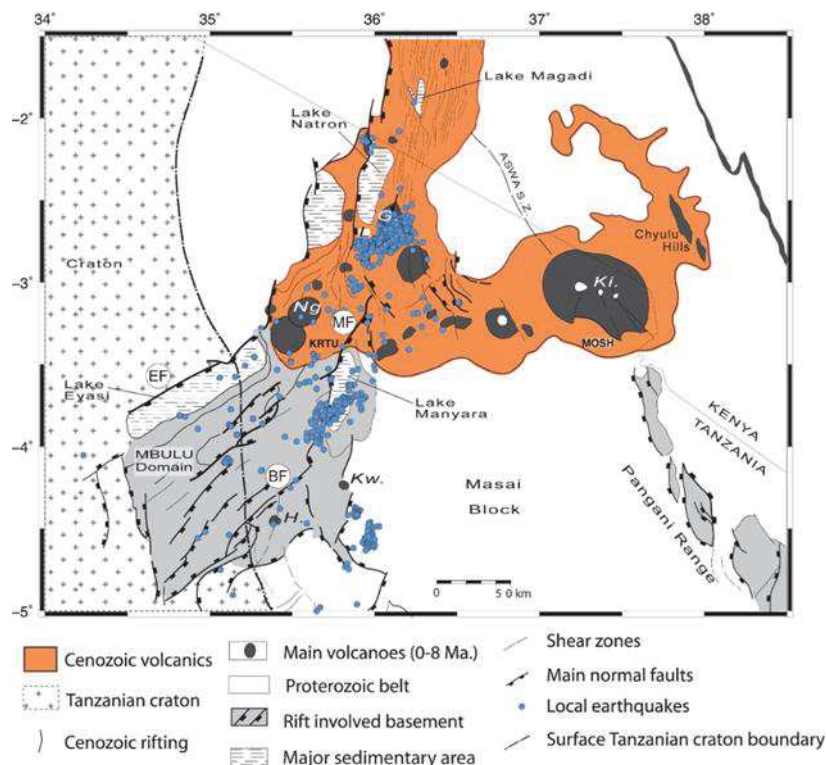 34°
35°
36°
37°
38°
-2°
-3°
-4°
-5°
Lake Magadi
Lake
Natron
ASWA S.Z.
G
Chyulu
Hills
Craton
Ki.
Ng
MF
KRTU
MOSH
EF
Lake
Eyasi
Lake
Manyara
MBULU
Domain
BF
Kw.
H
Masai
Block
KENYA
TANZANIA
Pangani Range
0 50 km
Cenozoic volcanics
Tanzanian craton
Cenozoic rifting
Main volcanoes (0-8 Ma.)
Proterozoic belt
Rift involved basement
Major sedimentary area
Shear zones
Main normal faults
Local earthquakes
Surface Tanzanian craton boundary